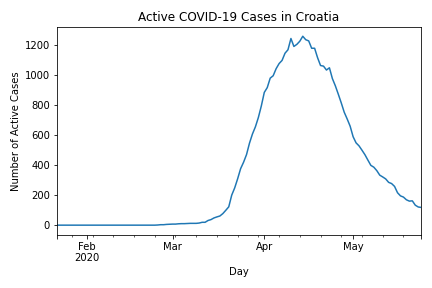 Active COVID-19 Cases in Croatia
Number of Active Cases
1200
1000
800
600
400
200
0
Feb
2020
Mar
Apr
May
Day